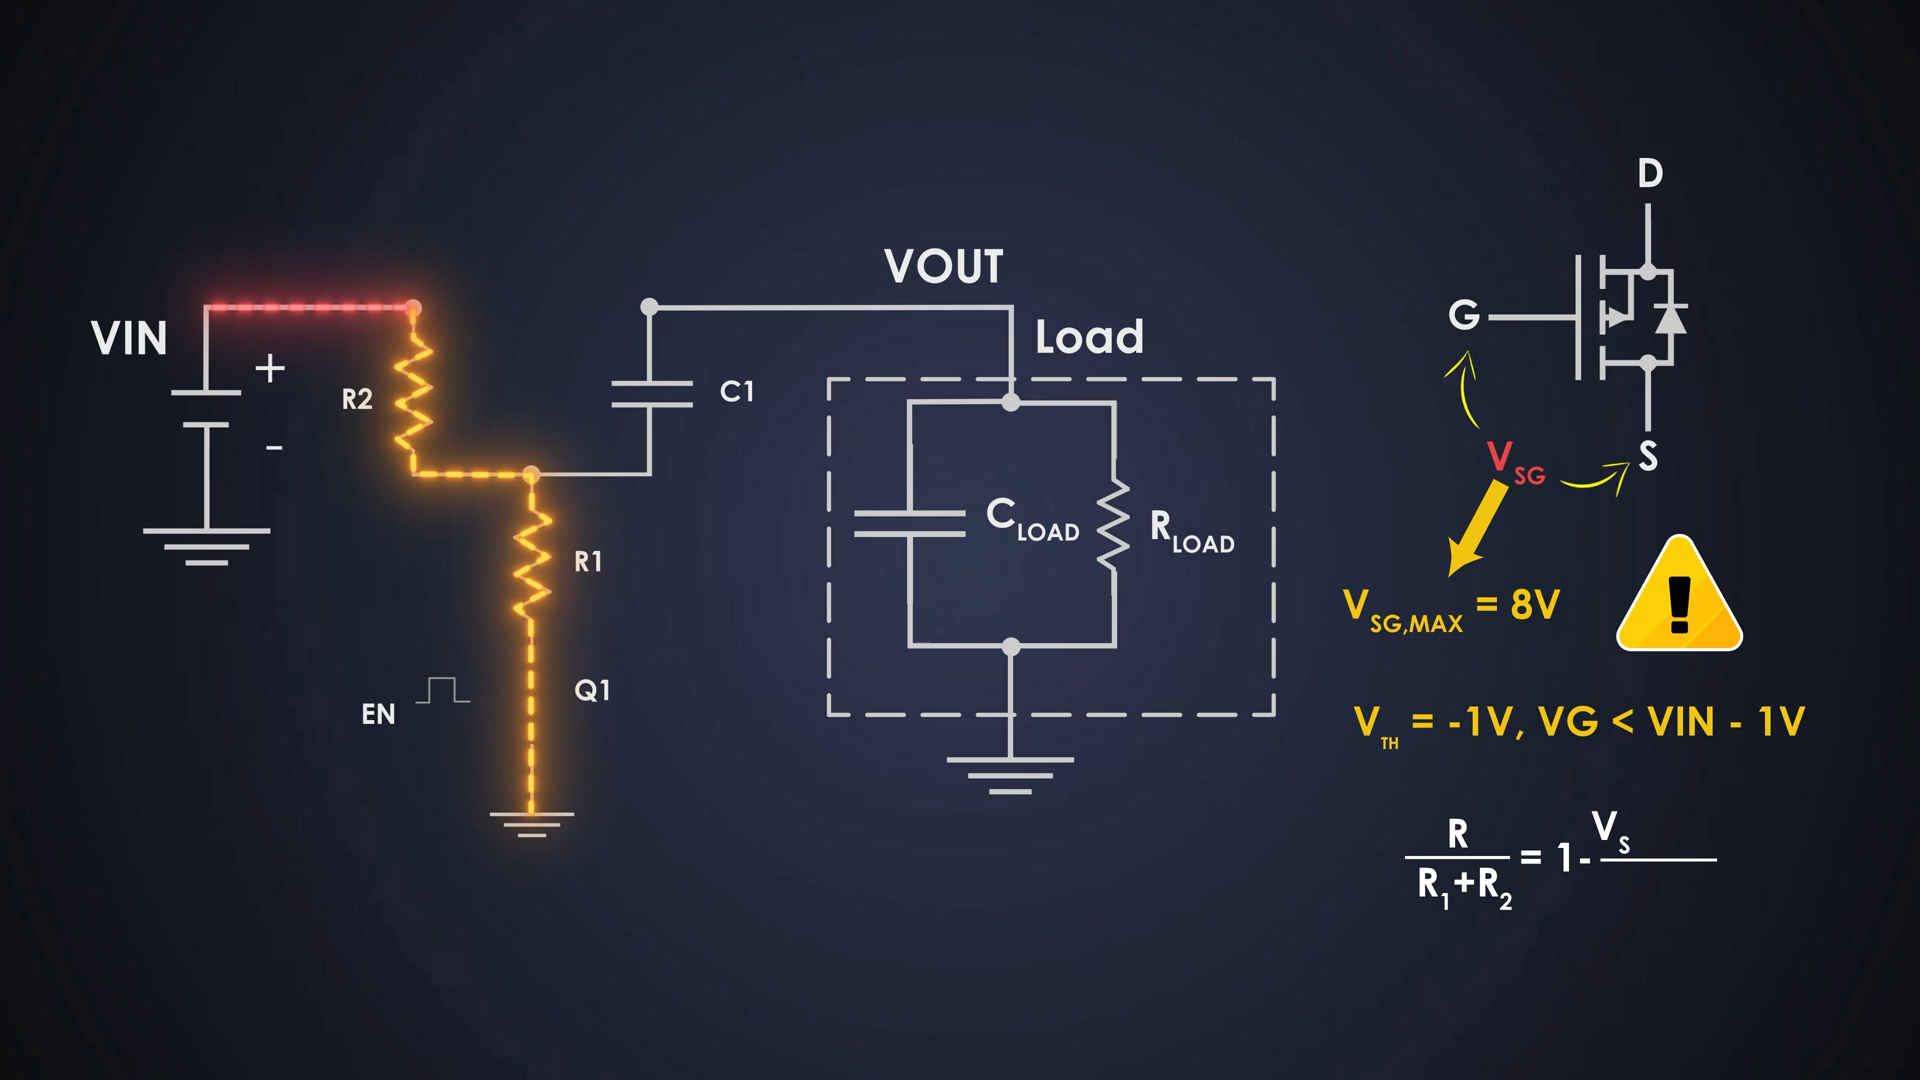 VIN
+
-
R2
R1
EN
Q1
C1
VOUT
Load
CLOAD
RLOAD
D
G
S
VSG
VSG,MAX = 8V
!
VTH = -1V, VG < VIN - 1V
R
R1+R2
= 1-
VS